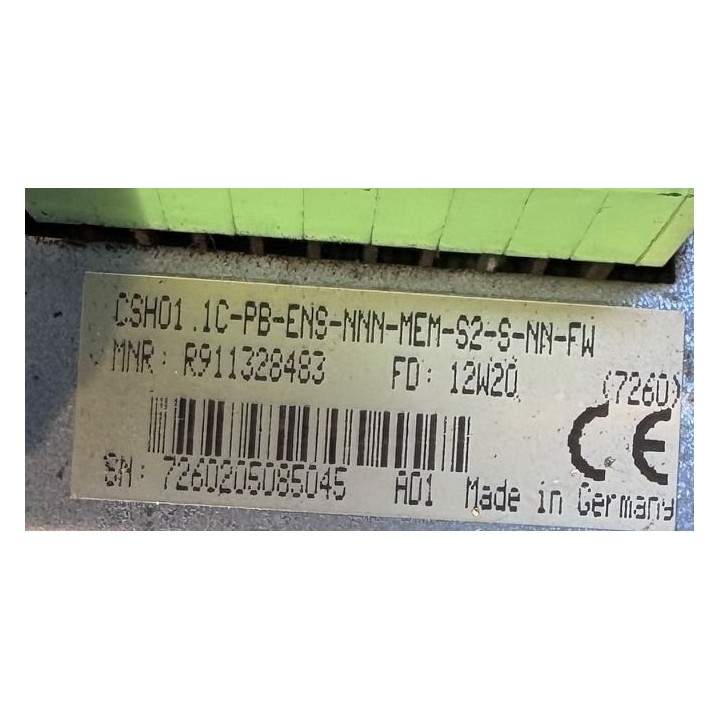 CSH01.1C-PB-ENS-NNN-MEM-S2-S-NN-FW
MNR: R911328483 FD: 12W20 (7260)
CE
SN: 7260205085045 A01 Made in Germany